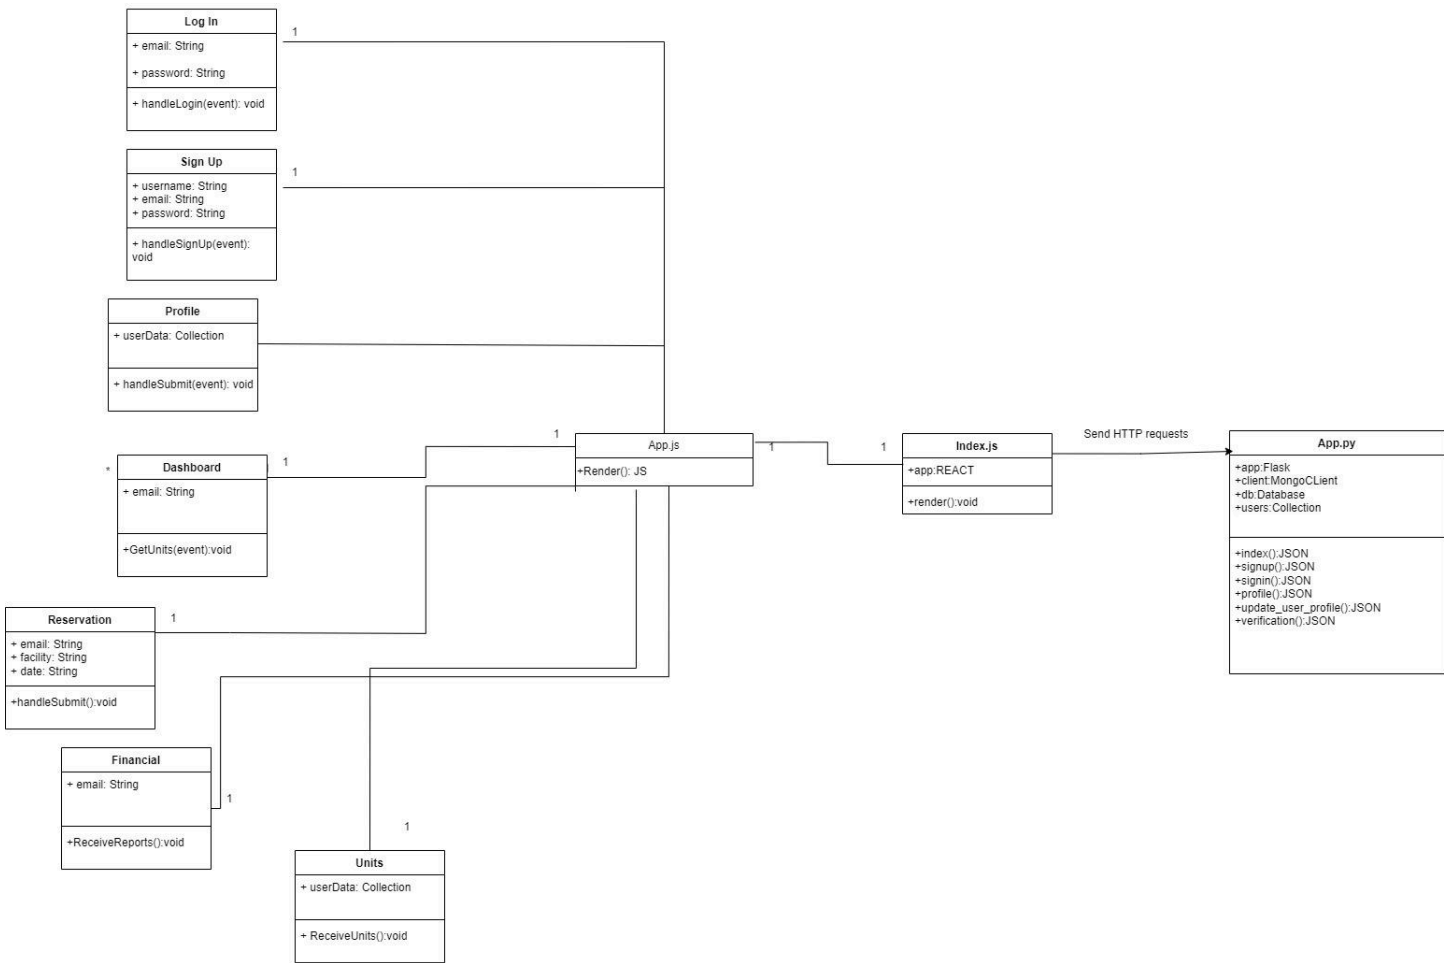 Log In
+ email: String
+ password: String
+ handleLogin(event): void
1
Sign Up
+ username: String
+ email: String
+ password: String
+ handleSignUp(event):
void
1
Profile
+ userData: Collection
+ handleSubmit(event): void
*
Dashboard
+ email: String
+GetUnits(event):void
1
1
App.js
+Render(): JS
1
1
Index.js
+app:REACT
+render():void
Send HTTP requests
App.py
+app:Flask
+client:MongoCLient
+db:Database
+users:Collection
+index():JSON
+signup():JSON
+signin():JSON
+profile():JSON
+update_user_profile():JSON
+verification():JSON
Reservation
+ email: String
+ facility: String
+ date: String
+handleSubmit():void
1
Financial
+ email: String
+ReceiveReports():void
1
1
Units
+ userData: Collection
+ ReceiveUnits():void